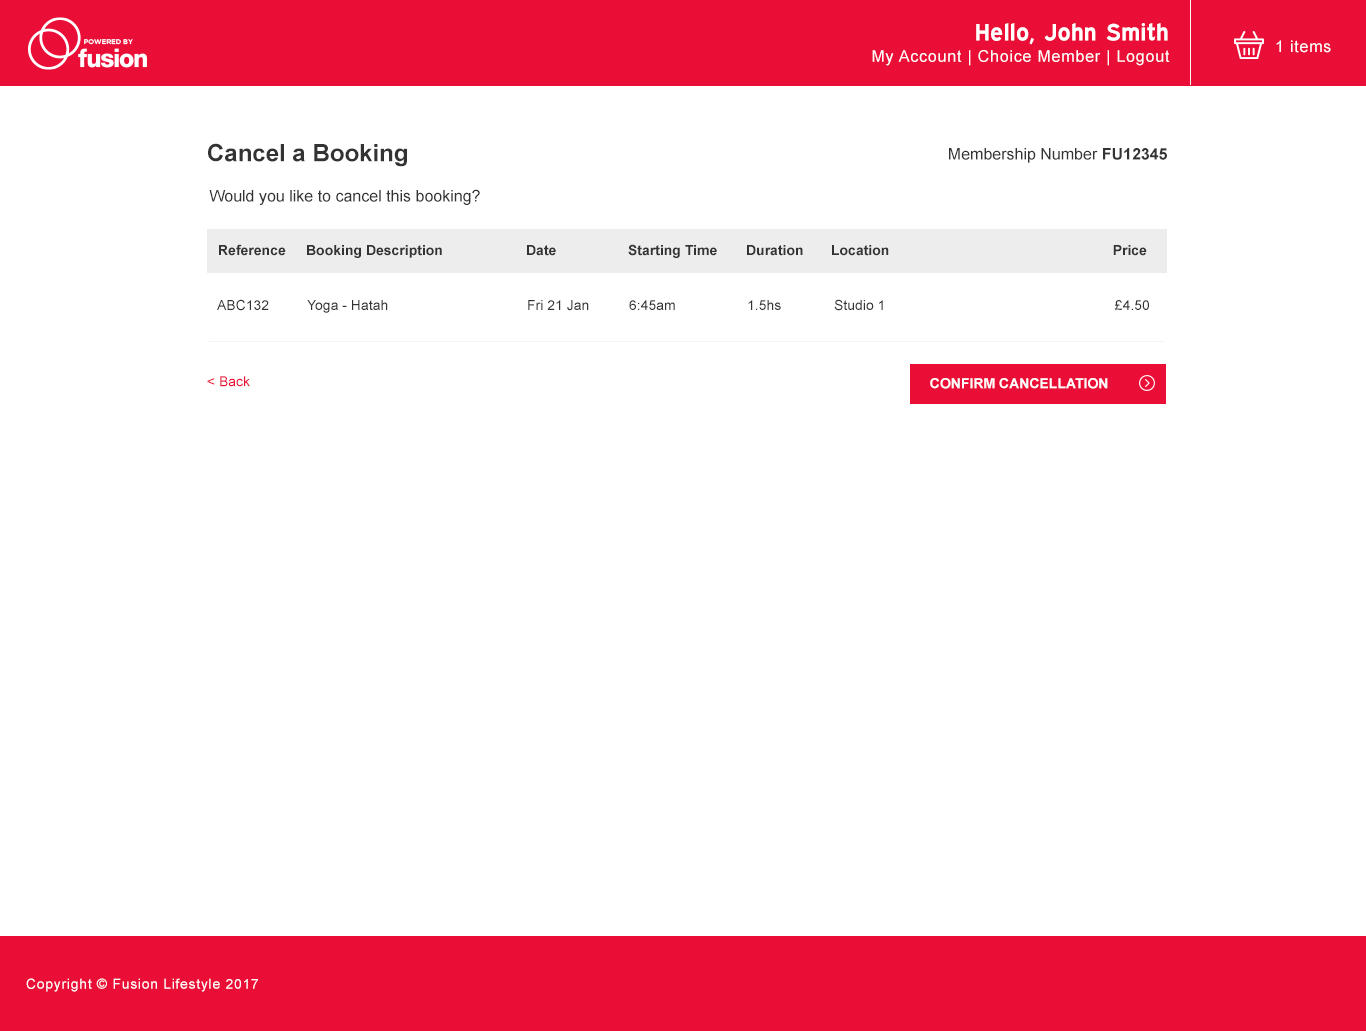 POWERED BY
fusion
Hello, John Smith
My Account | Choice Member | Logout
1 items
Cancel a Booking
Membership Number FU12345
Would you like to cancel this booking?
Reference Booking Description Date Starting Time Duration Location Price
ABC132 Yoga - Hatah Fri 21 Jan 6:45am 1.5hs Studio 1 £4.50
< Back
CONFIRM CANCELLATION
Copyright © Fusion Lifestyle 2017